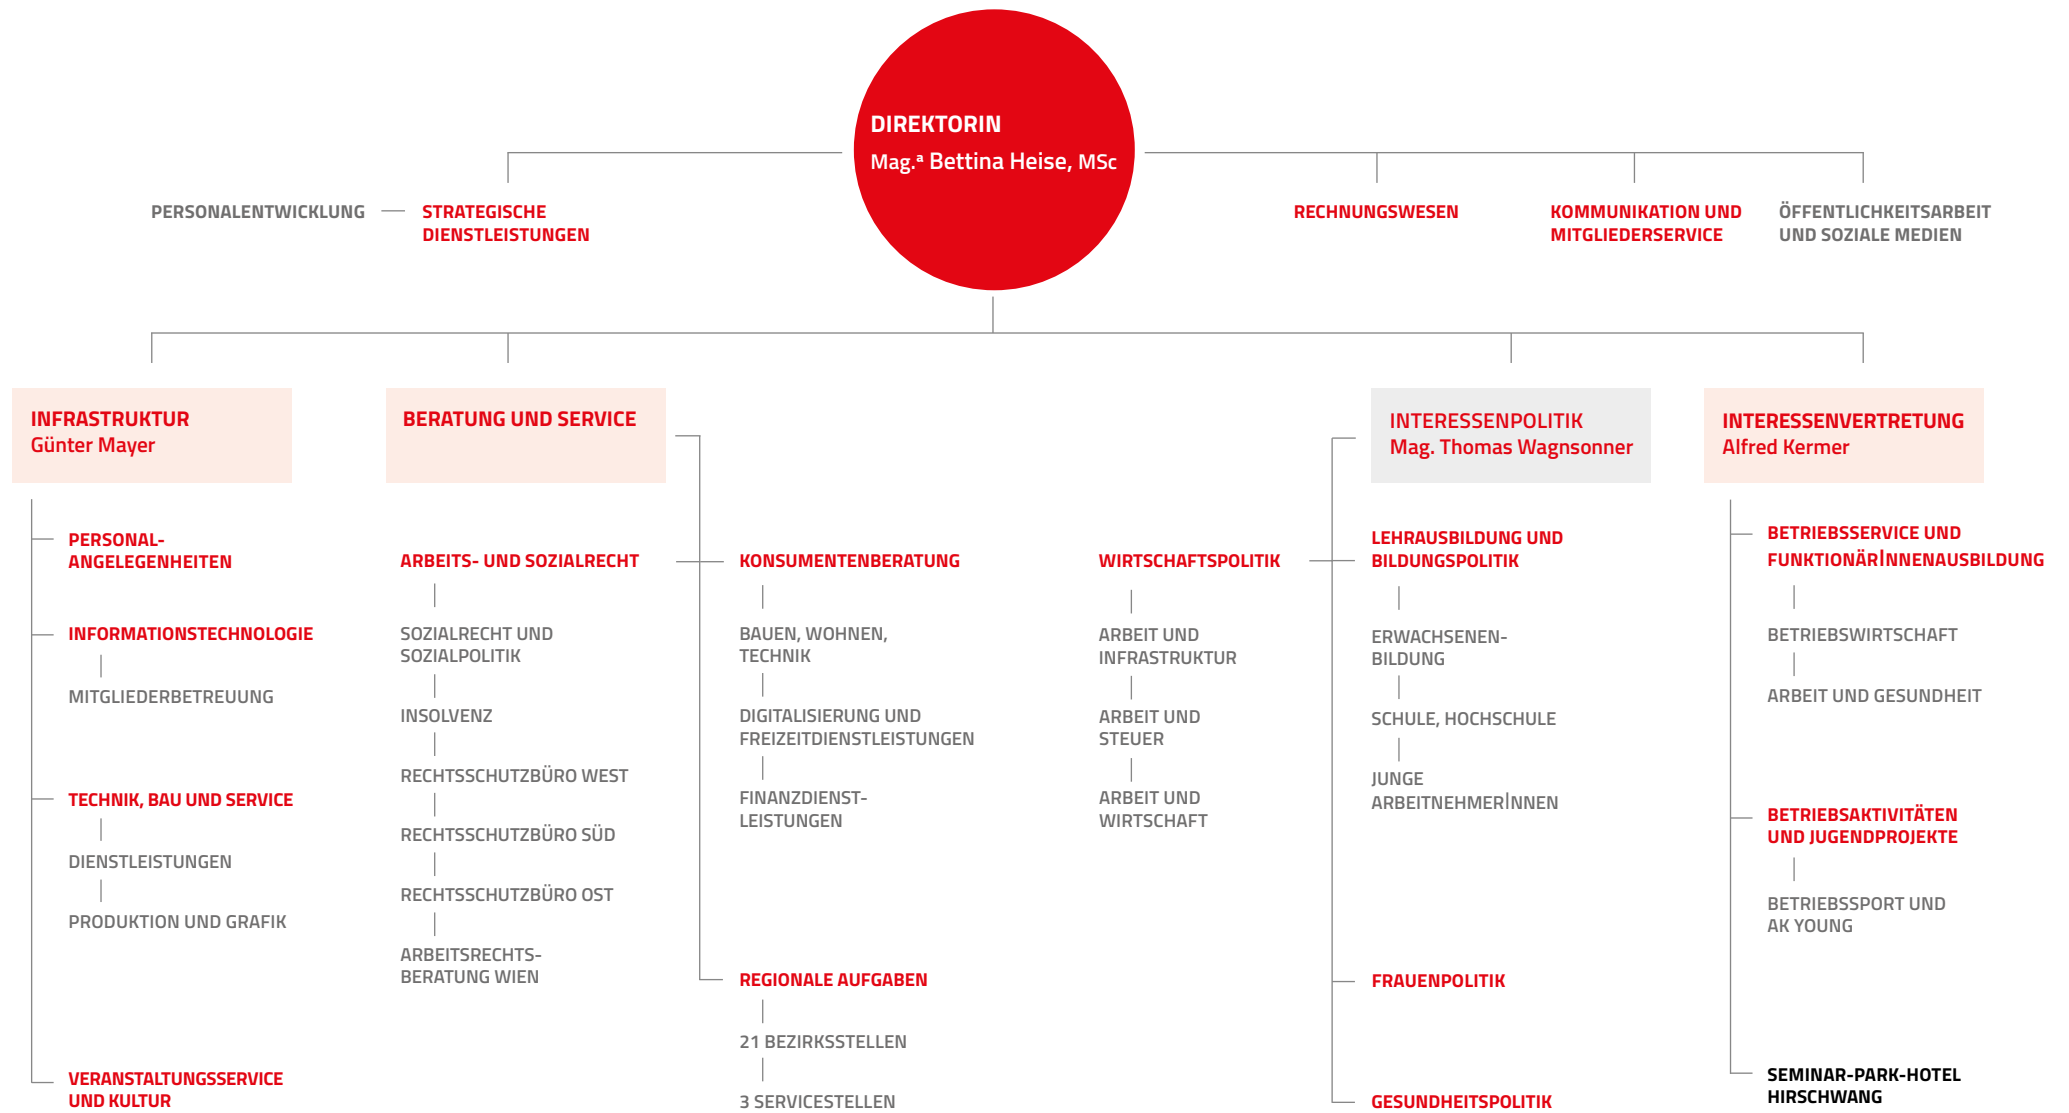 DIREKTORIN
Mag.ª Bettina Heise, MSc
PERSONALENTWICKLUNG
STRATEGISCHE
DIENSTLEISTUNGEN
RECHNUNGSWESEN
KOMMUNIKATION UND
MITGLIEDERSERVICE
ÖFFENTLICHKEITSARBEIT
UND SOZIALE MEDIEN
INFRASTRUKTUR
Günter Mayer
PERSONAL-
ANGELEGENHEITEN
INFORMATIONSTECHNOLOGIE
MITGLIEDERBETREUUNG
TECHNIK, BAU UND SERVICE
DIENSTLEISTUNGEN
PRODUKTION UND GRAFIK
VERANSTALTUNGSSERVICE
UND KULTUR
BERATUNG UND SERVICE
ARBEITS- UND SOZIALRECHT
SOZIALRECHT UND
SOZIALPOLITIK
INSOLVENZ
RECHTSSCHUTZBÜRO WEST
RECHTSSCHUTZBÜRO SÜD
RECHTSSCHUTZBÜRO OST
ARBEITSRECHTS-
BERATUNG WIEN
KONSUMENTENBERATUNG
BAUEN, WOHNEN,
TECHNIK
DIGITALISIERUNG UND
FREIZEITDIENSTLEISTUNGEN
FINANZDIENST-
LEISTUNGEN
REGIONALE AUFGABEN
21 BEZIRKSSTELLEN
3 SERVICESTELLEN
INTERESSENPOLITIK
Mag. Thomas Wagnsonner
WIRTSCHAFTSPOLITIK
ARBEIT UND
INFRASTRUKTUR
ARBEIT UND
STEUER
ARBEIT UND
WIRTSCHAFT
LEHRAUSBILDUNG UND
BILDUNGSPOLITIK
ERWACHSENEN-
BILDUNG
SCHULE, HOCHSCHULE
JUNGE
ARBEITNEHMERİNNEN
FRAUENPOLITIK
GESUNDHEITSPOLITIK
INTERESSENVERTRETUNG
Alfred Kermer
BETRIEBSSERVICE UND
FUNKTIONÄRİNNENAUSBILDUNG
BETRIEBSWIRTSCHAFT
ARBEIT UND GESUNDHEIT
BETRIEBSAKTIVITÄTEN
UND JUGENDPROJEKTE
BETRIEBSSPORT UND
AK YOUNG
SEMINAR-PARK-HOTEL
HIRSCHWANG